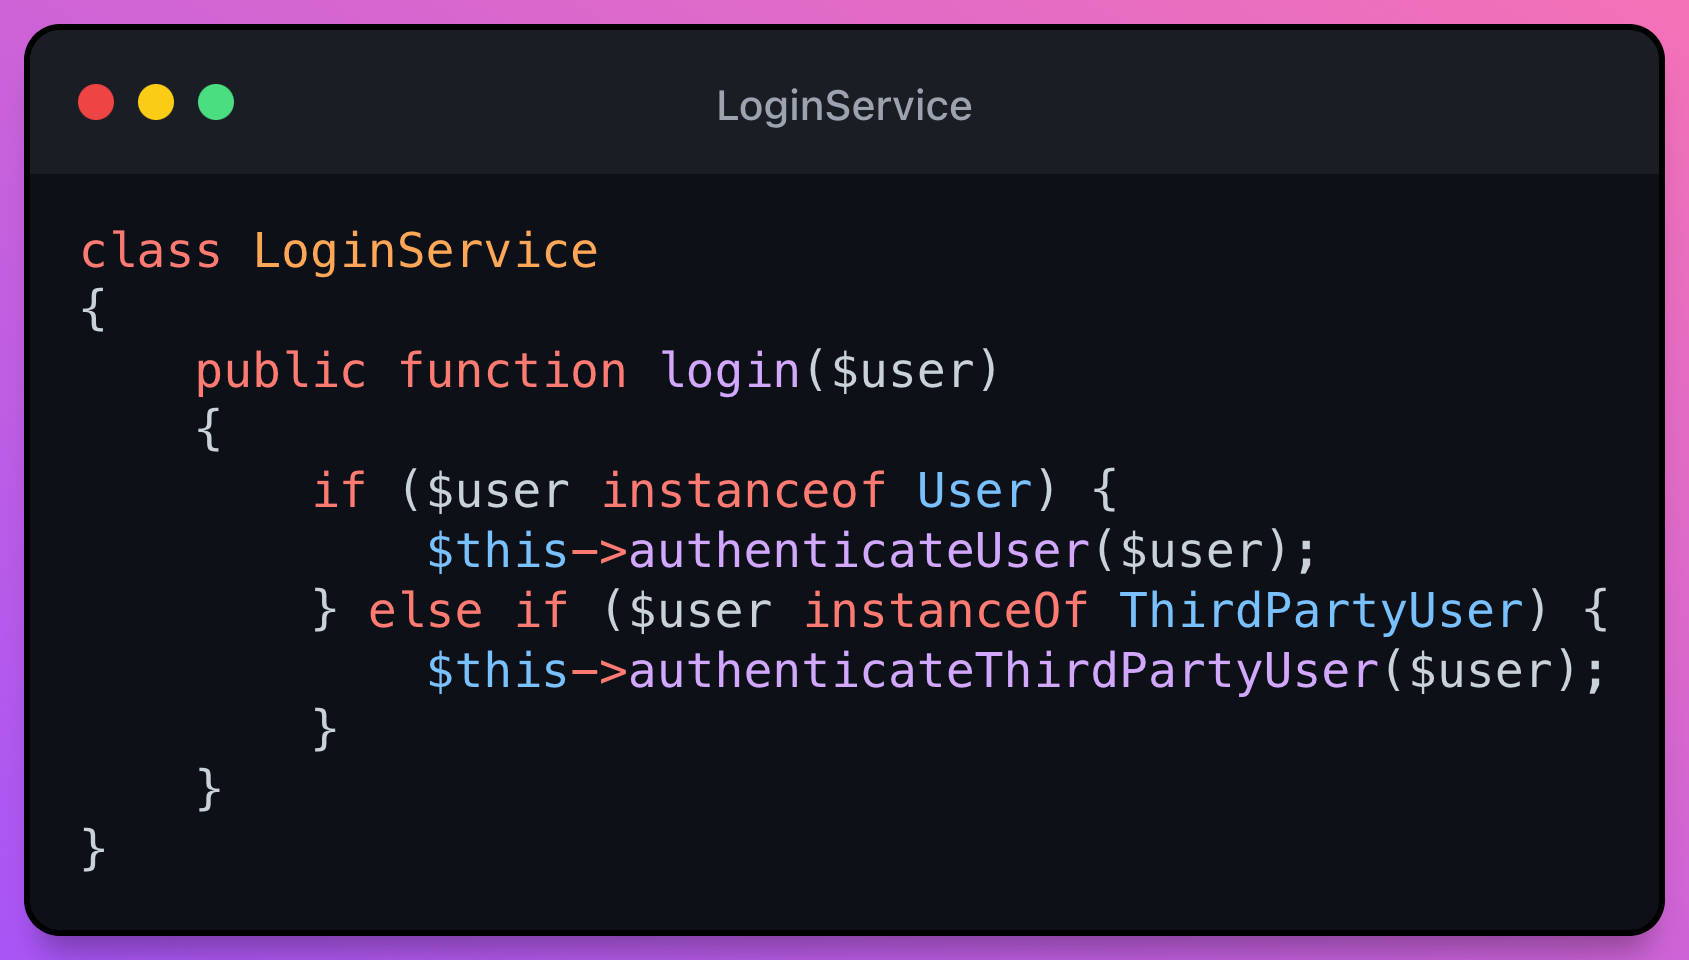 LoginService
class LoginService
{
    public function login($user)
    {
        if ($user instanceof User) {
            $this->authenticateUser($user);
        } else if ($user instanceOf ThirdPartyUser) {
            $this->authenticateThirdPartyUser($user);
        }
    }
}